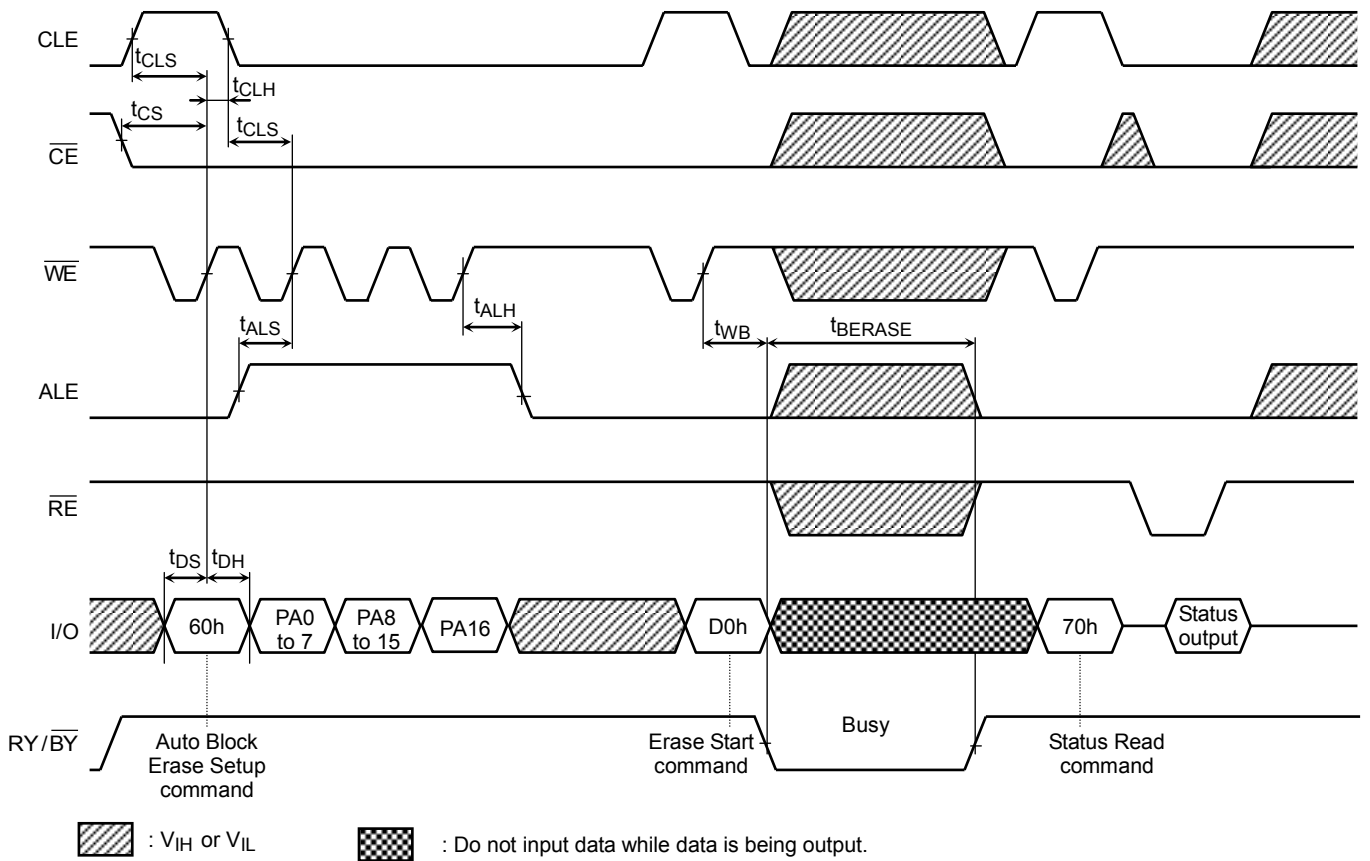 CLE
tCLS
tCLH
tCS
tCLS
CE
WE
tALS
tALH
tWB
tBERASE
ALE
RE
tDS
tDH
I/O
60h
PA0
to 7
PA8
to 15
PA16
D0h
70h
Status
output
RY/BY
Busy
Auto Block
Erase Setup
command
Erase Start
command
Status Read
command
: VIH or VIL
: Do not input data while data is being output.